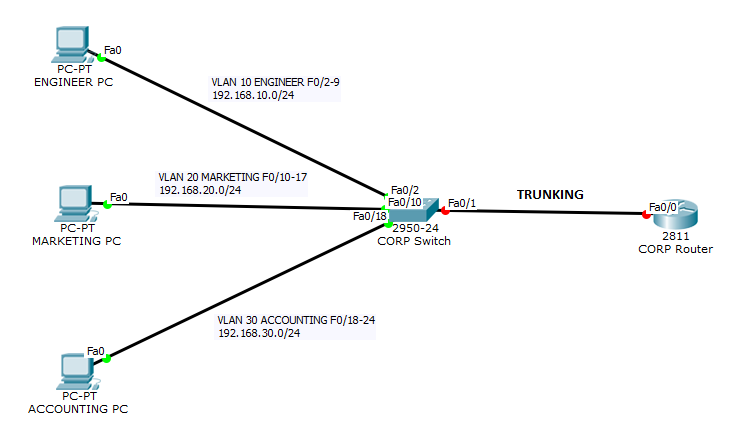 Fa0
PC-PT
ENGINEER PC
VLAN 10 ENGINEER F0/2-9
192.168.10.0/24
VLAN 20 MARKETING F0/10-17
192.168.20.0/24
Fa0
PC-PT
MARKETING PC
Fa0/2
Fa0/10
Fa0/18
Fa0/1
2950-24
CORP Switch
TRUNKING
Fa0/0
2811
CORP Router
VLAN 30 ACCOUNTING F0/18-24
192.168.30.0/24
Fa0
PC-PT
ACCOUNTING PC